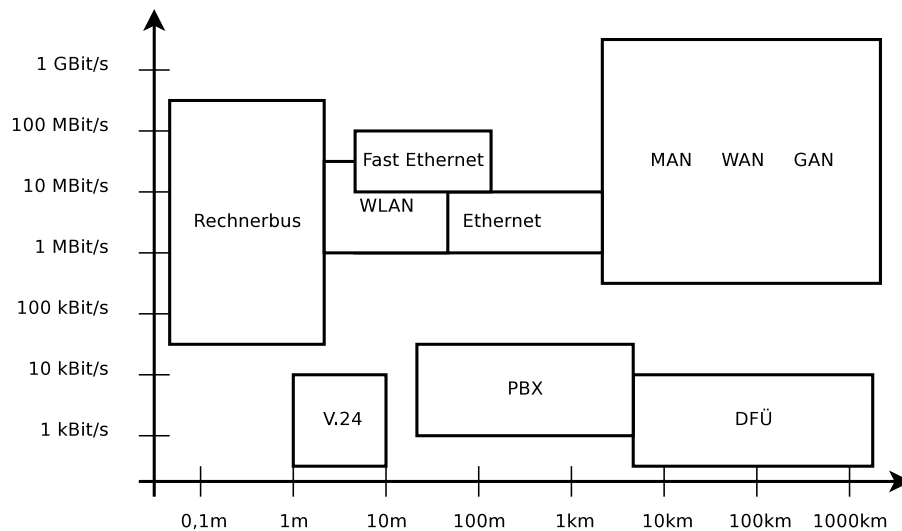 1 GBit/s
100 MBit/s
Fast Ethernet
MAN WAN GAN
10 MBit/s
WLAN
Rechnerbus
Ethernet
1 MBit/s
100 kBit/s
10 kBit/s
PBX
V.24
DFÜ
1 kBit/s
0,1m 1m 10m 100m 1km 10km 100km 1000km